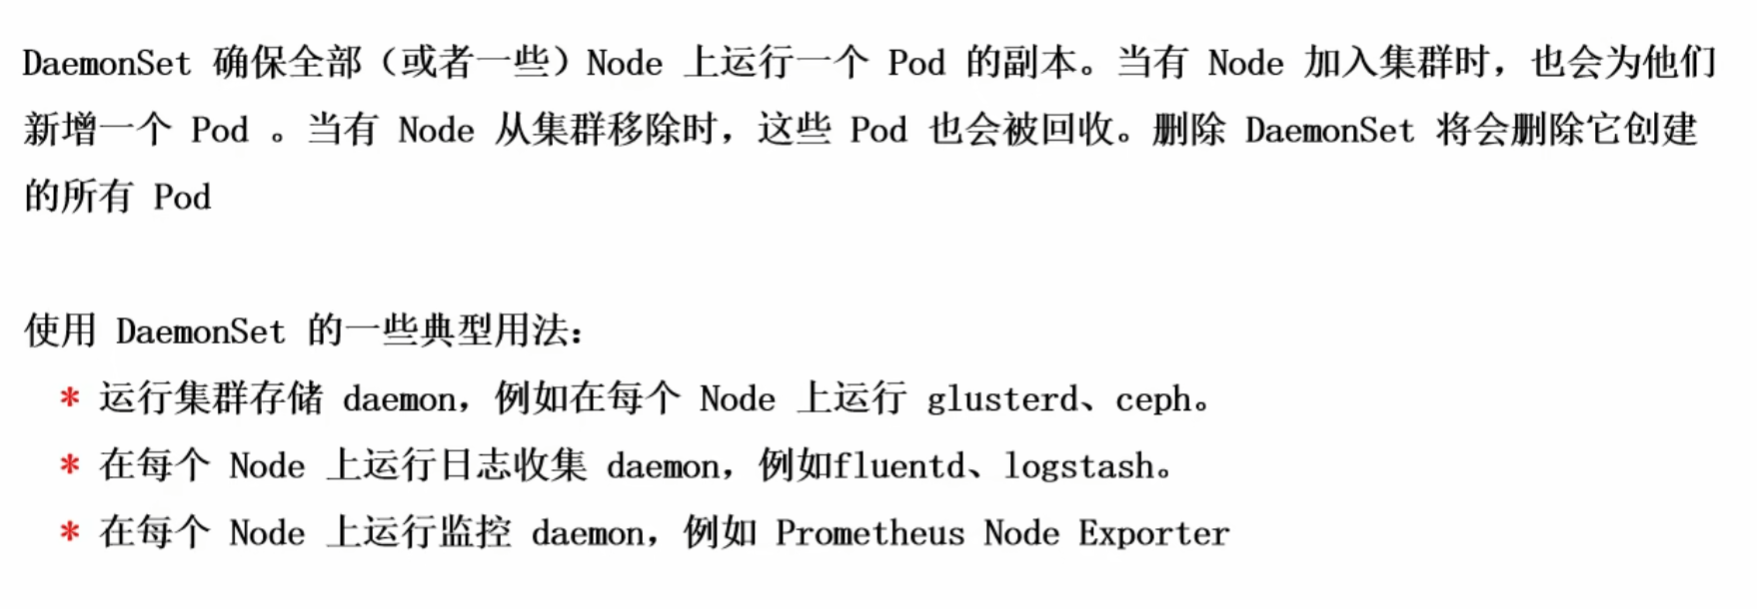 DaemonSet 确保全部（或者一些）Node 上运行一个 Pod 的副本。当有 Node 加入集群时，也会为他们
新增一个 Pod 。当有 Node 从集群移除时，这些 Pod 也会被回收。删除 DaemonSet 将会删除它创建
的所有 Pod
使用 DaemonSet 的一些典型用法：
* 运行集群存储 daemon，例如在每个 Node 上运行 glusterd、ceph。
* 在每个 Node 上运行日志收集 daemon，例如fluentd、logstash。
* 在每个 Node 上运行监控 daemon，例如 Prometheus Node Exporter